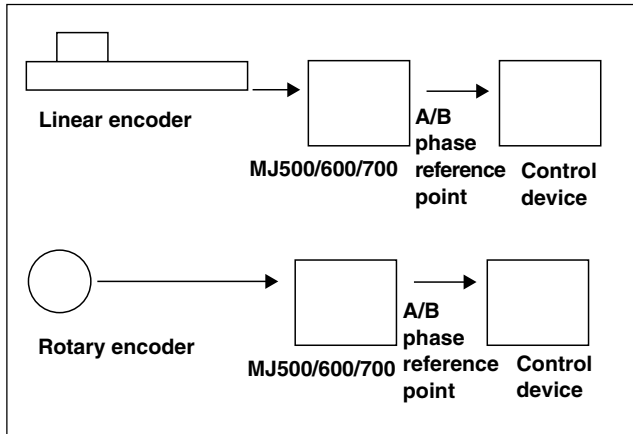 Linear encoder
MJ500/600/700
A/B
phase
reference
point
Control
device
Rotary encoder
MJ500/600/700
A/B
phase
reference
point
Control
device